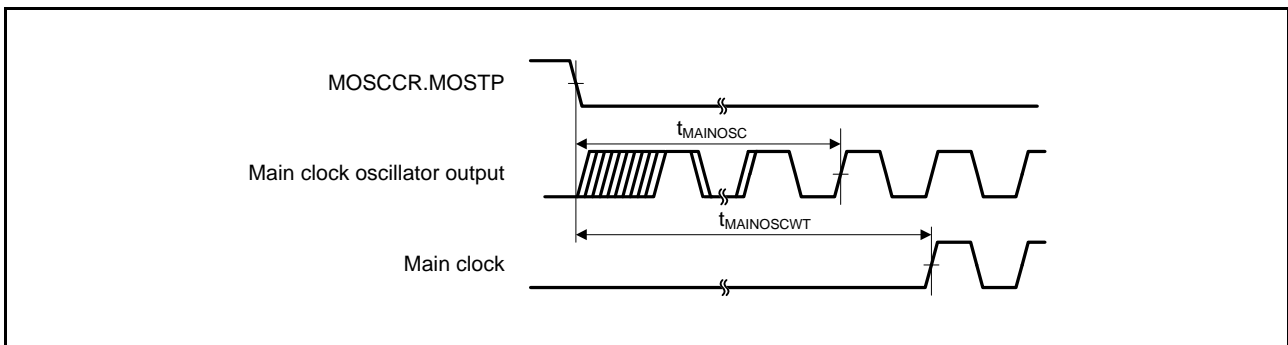 MOSCCR.MOSTP
tMAINOSC
Main clock oscillator output
tMAINOSCWT
Main clock